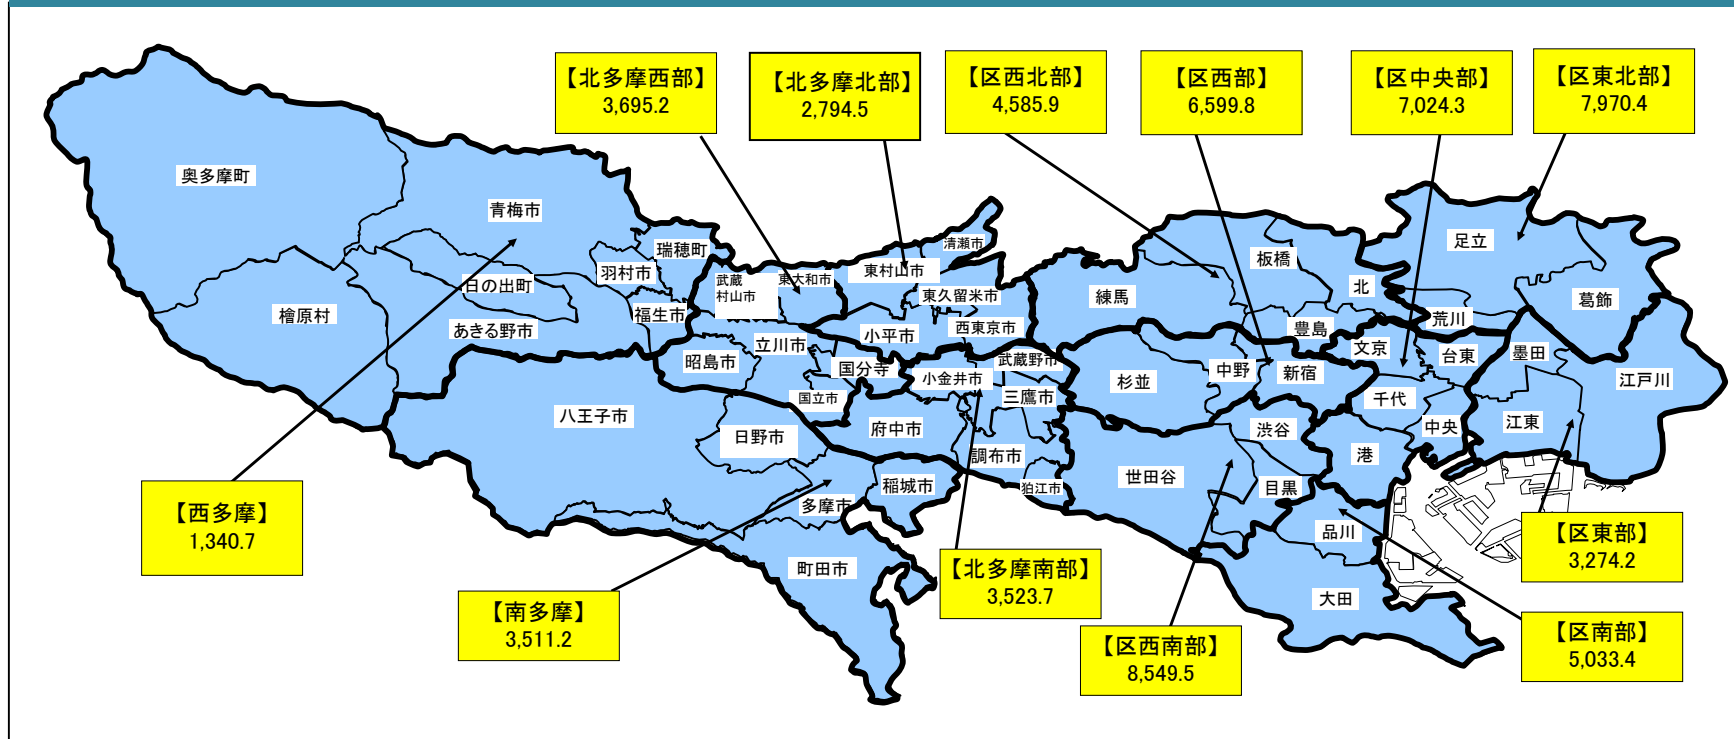 【北多摩西部】
3,695.2
【北多摩北部】
2,794.5
【区西北部】
4,585.9
【区西部】
6,599.8
【区中央部】
7,024.3
【区東北部】
7,970.4
奥多摩町
青梅市
瑞穂町
羽村市
日の出町
福生市
檜原村
あきる野市
武蔵
村山市
東大和市
東村山市
清瀬市
東久留米市
小平市
西東京市
立川市
昭島市
国分寺
国立市
小金井市
武蔵野市
三鷹市
八王子市
日野市
府中市
調布市
狛江市
稲城市
多摩市
町田市
練馬
板橋
北
豊島
足立
葛飾
荒川
文京
台東
墨田
江戸川
杉並
中野
新宿
千代
江東
渋谷
中央
港
世田谷
目黒
品川
大田
【西多摩】
1,340.7
【南多摩】
3,511.2
【北多摩南部】
3,523.7
【区西南部】
8,549.5
【区東部】
3,274.2
【区南部】
5,033.4